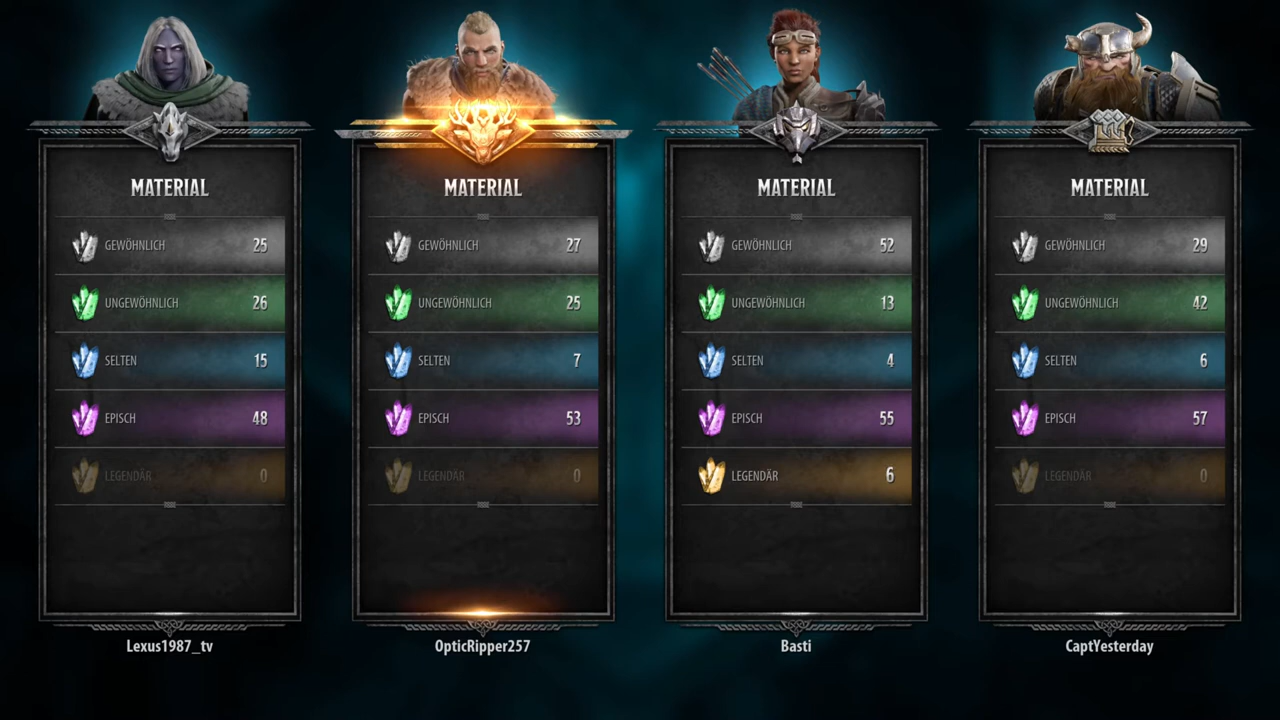 MATERIAL
GEWÖHNLICH 25
UNGEWÖHNLICH 26
SELTEN 15
EPISCH 48
LEGENDÄR 0
Lexus1987_tv
MATERIAL
GEWÖHNLICH 27
UNGEWÖHNLICH 25
SELTEN 7
EPISCH 53
LEGENDÄR 0
OpticRipper257
MATERIAL
GEWÖHNLICH 52
UNGEWÖHNLICH 13
SELTEN 4
EPISCH 55
LEGENDÄR 6
Basti
MATERIAL
GEWÖHNLICH 29
UNGEWÖHNLICH 42
SELTEN 6
EPISCH 57
LEGENDÄR 0
CaptYesterday